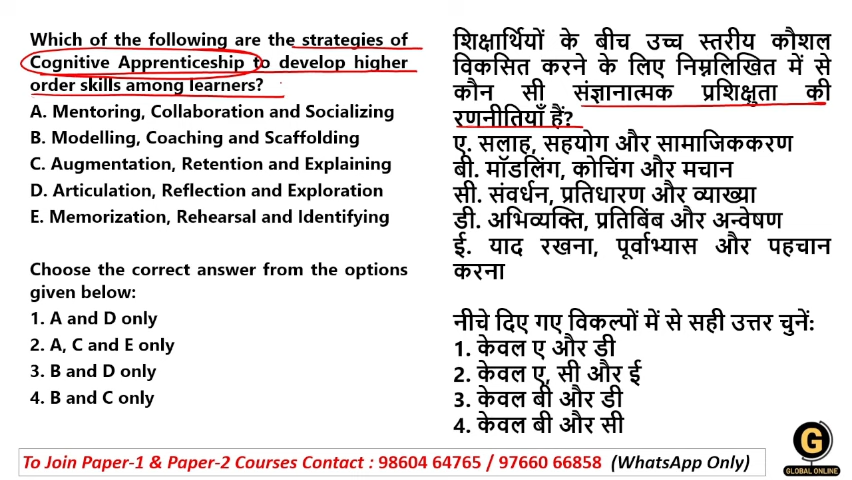 Which of the following are the strategies of
Cognitive Apprenticeship to develop higher
order skills among learners?
A. Mentoring, Collaboration and Socializing
B. Modelling, Coaching and Scaffolding
C. Augmentation, Retention and Explaining
D. Articulation, Reflection and Exploration
E. Memorization, Rehearsal and Identifying
Choose the correct answer from the options
given below:
1. A and D only
2. A, C and E only
3. B and D only
4. B and C only
शिक्षार्थियों के बीच उच्च स्तरीय कौशल
विकसित करने के लिए निम्नलिखित में से
कौन सी संज्ञानात्मक प्रशिक्षुता की
रणनीतियाँ हैं?
ए. सलाह, सहयोग और सामाजिककरण
बी. मॉडलिंग, कोचिंग और मचान
सी. संवर्धन, प्रतिधारण और व्याख्या
डी. अभिव्यक्ति, प्रतिबिंब और अन्वेषण
ई. याद रखना, पूर्वाभ्यास और पहचान
करना
नीचे दिए गए विकल्पों में से सही उत्तर चुनें:
1. केवल ए और डी
2. केवल ए, सी और ई
3. केवल बी और डी
4. केवल बी और सी
G
GLOBAL ONLINE
To Join Paper-1 & Paper-2 Courses Contact : 98604 64765 / 97660 66858 (WhatsApp Only)